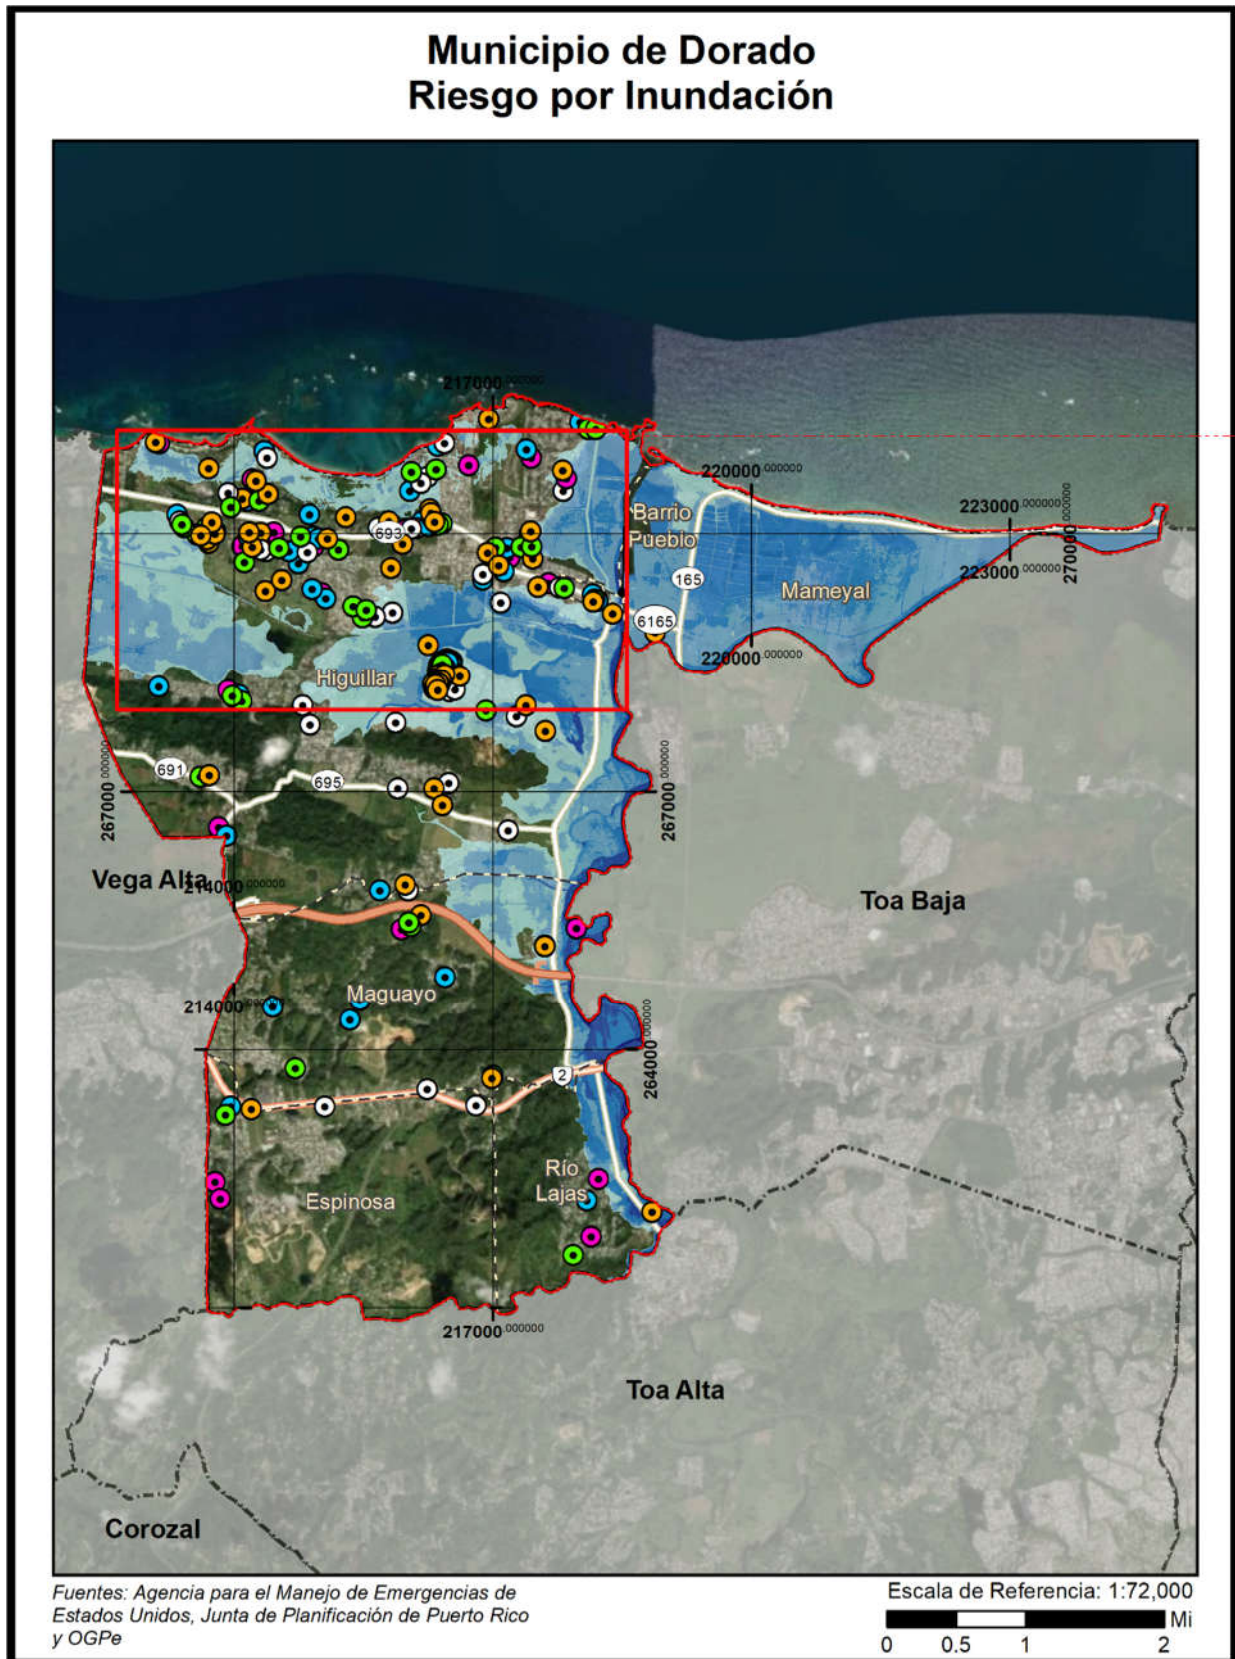 Municipio de Dorado
Riesgo por Inundación
217000.000000
220000.000000
223000.000000
270000.000000
Barrio
Pueblo
693
165
Mameyal
223000.000000
6165
220000.000000
Higuillar
691
695
267000.000000
267000.000000
Vega Alta
214000.000000
Toa Baja
Maguayo
214000.000000
264000.000000
2
Río
Lajas
Espinosa
217000.000000
Toa Alta
Corozal
Fuentes: Agencia para el Manejo de Emergencias de
Estados Unidos, Junta de Planificación de Puerto Rico
y OGPe
Escala de Referencia: 1:72,000
Mi
0 0.5 1 2